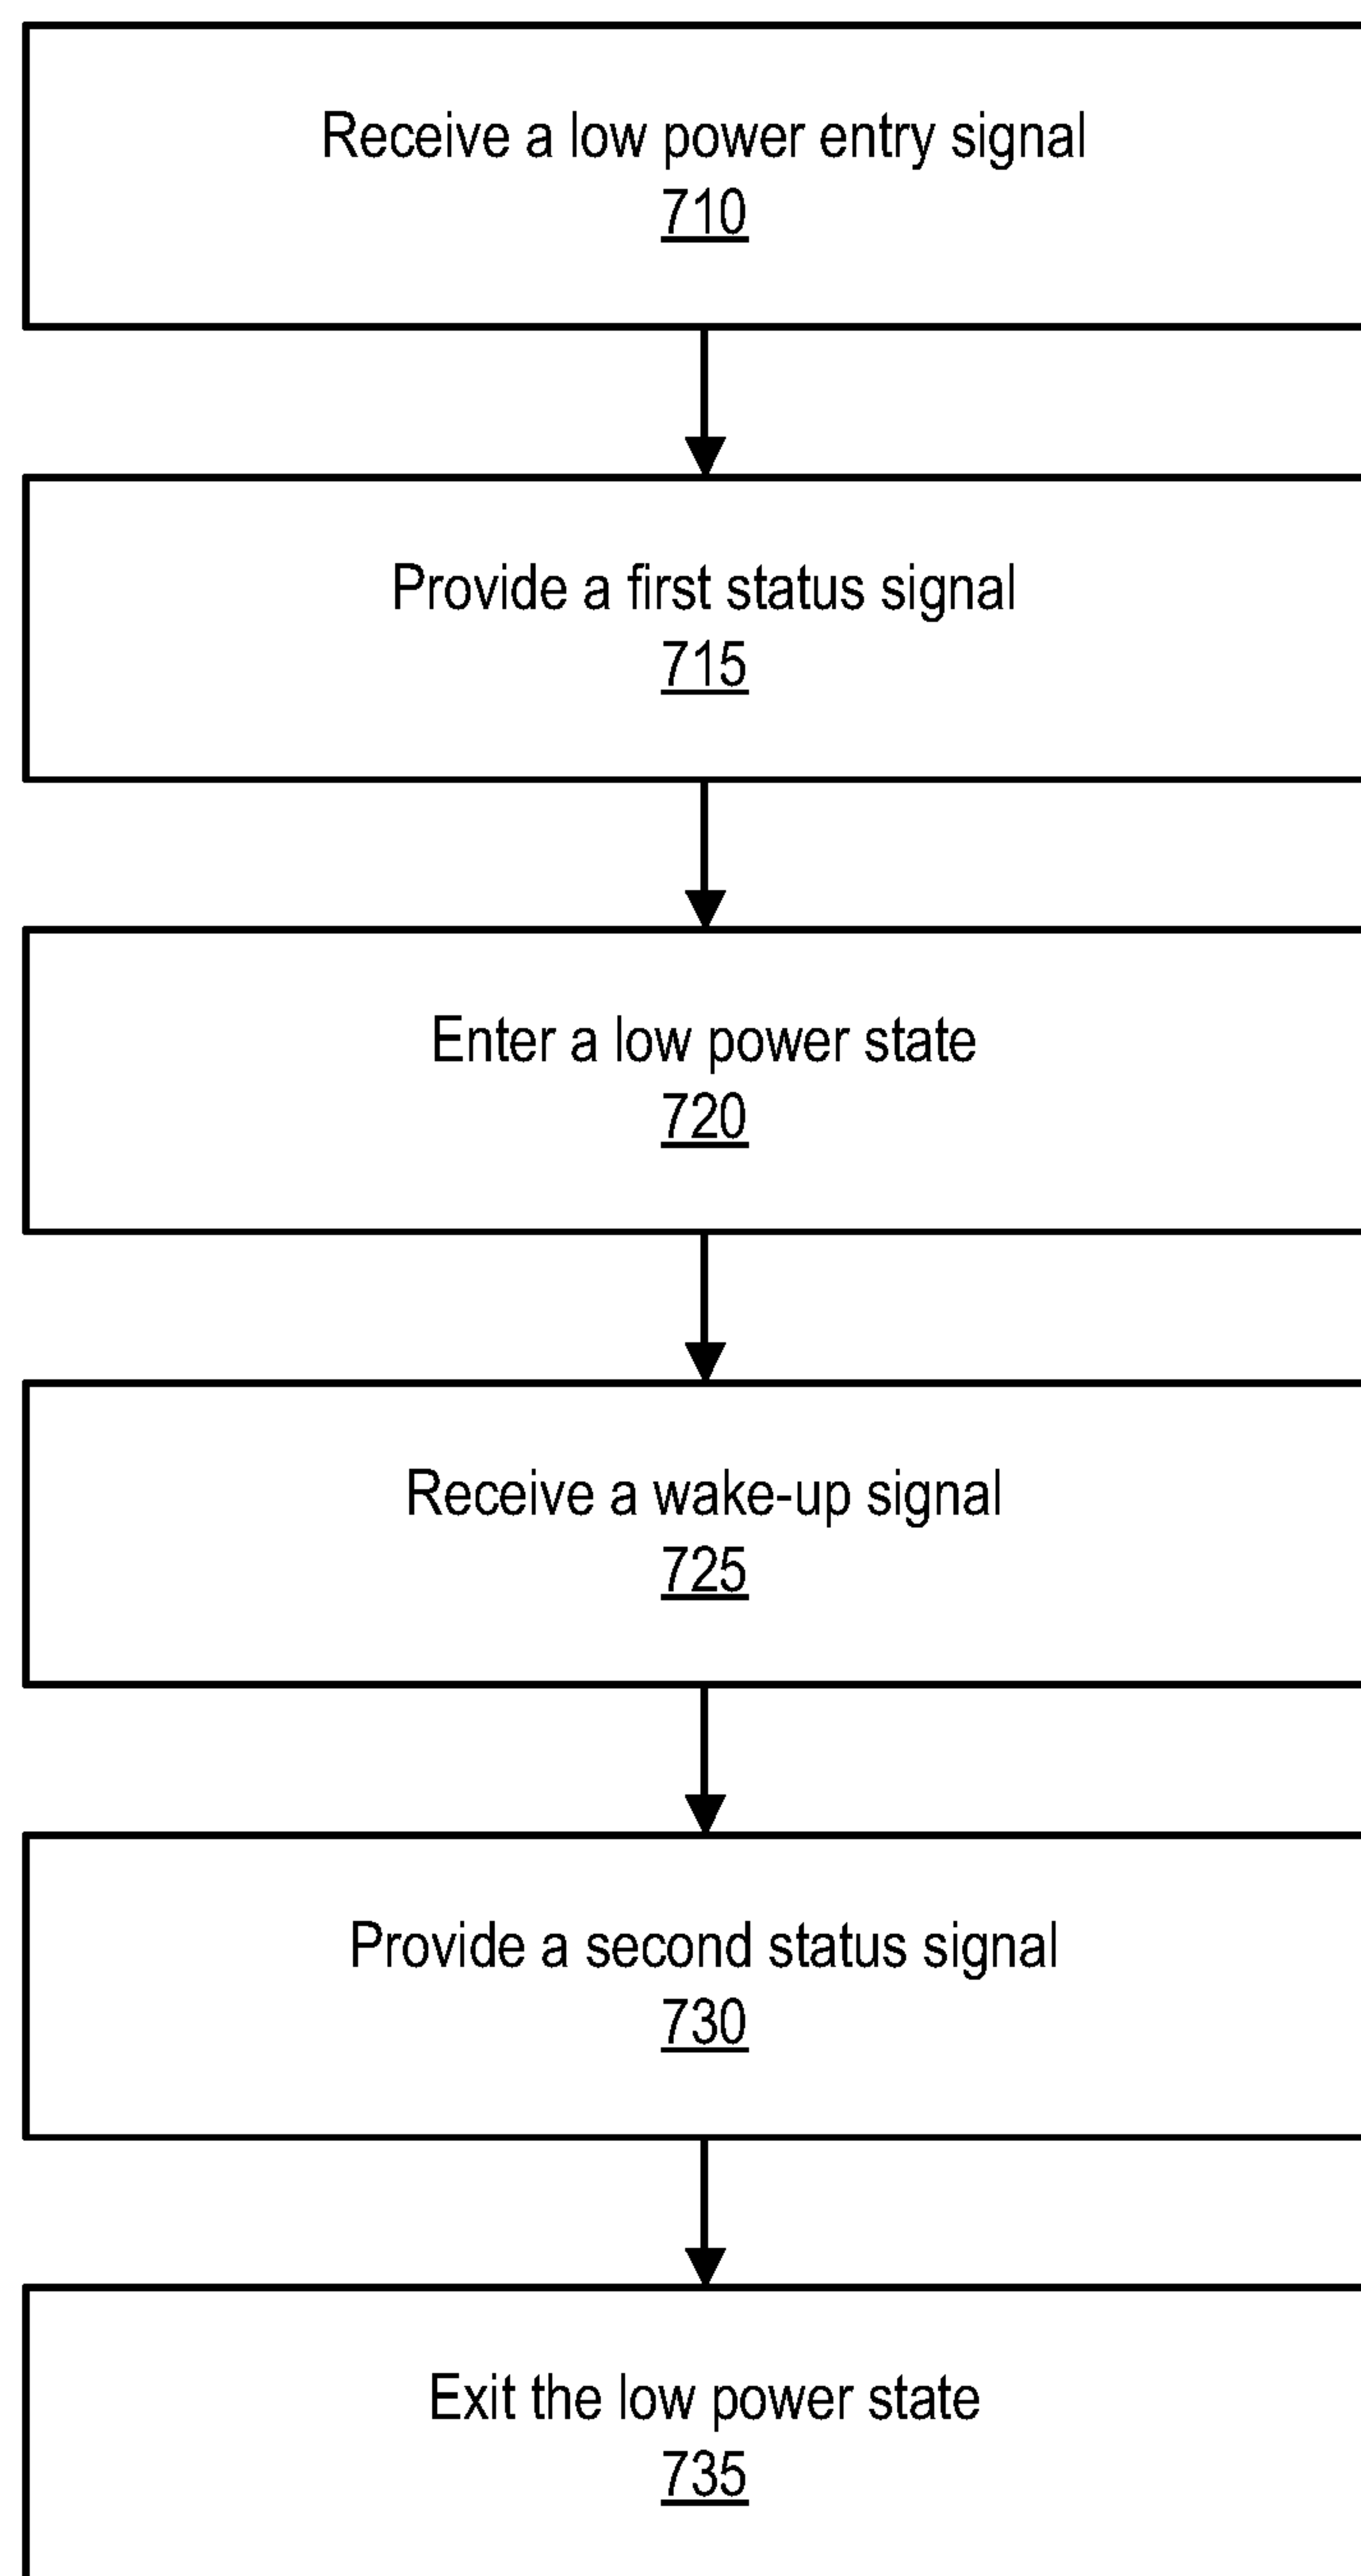 Receive a low power entry signal
710
Provide a first status signal
715
Enter a low power state
720
Receive a wake-up signal
725
Provide a second status signal
730
Exit the low power state
735